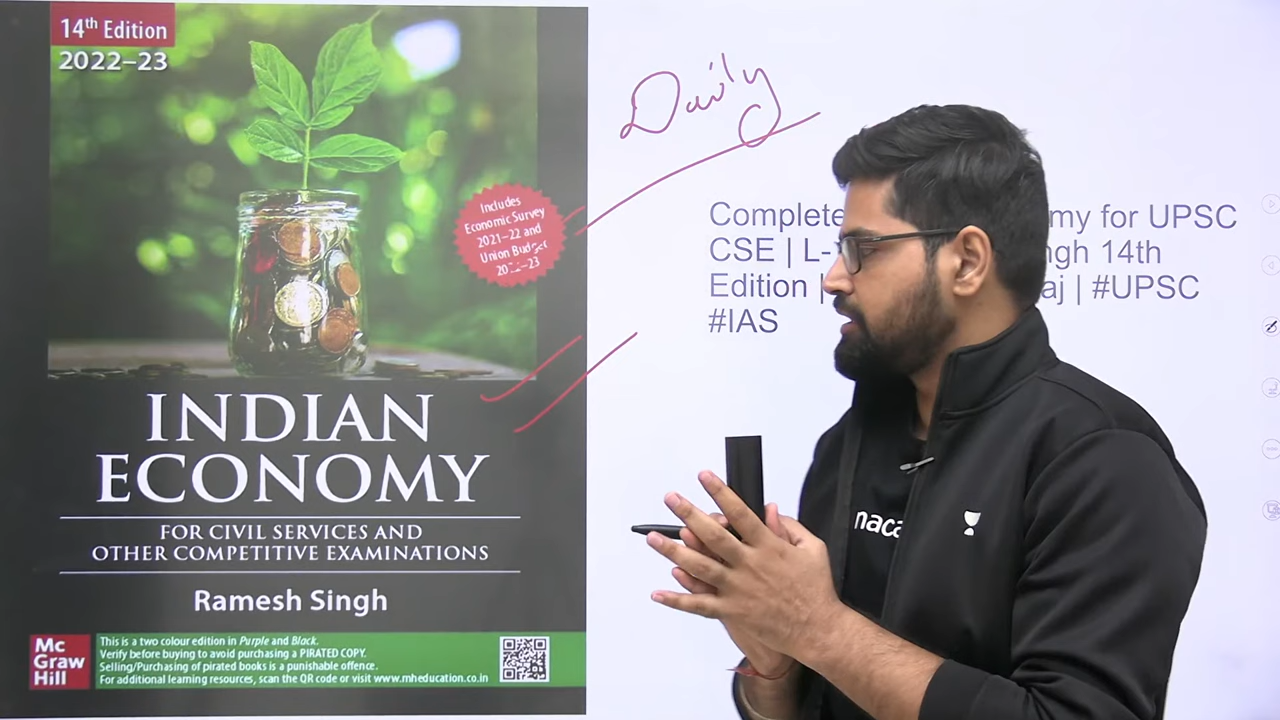 14th Edition
2022–23
Includes
Economic Survey
2021–22 and
Union Budget
INDIAN
ECONOMY
FOR CIVIL SERVICES AND
OTHER COMPETITIVE EXAMINATIONS
Ramesh Singh
Mc
Graw
Hill
This is a two colour edition in Purple and Black.
Verify before buying to avoid purchasing a PIRATED COPY.
Selling/Purchasing of pirated books is a punishable offence.
For additional learning resources, scan the QR code or visit www.mheducation.co.in
Daily
Complete my for UPSC
CSE | L- ngh 14th
Edition | aj | #UPSC
#IAS
naca